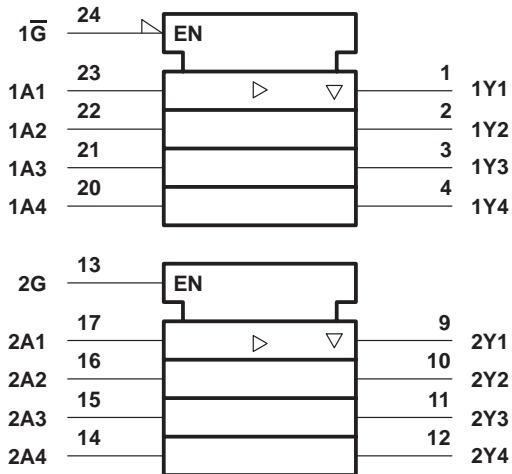 1G̅ 24 EN
1A1 23 1 1Y1
1A2 22 2 1Y2
1A3 21 3 1Y3
1A4 20 4 1Y4
2G 13 EN
2A1 17 9 2Y1
2A2 16 10 2Y2
2A3 15 11 2Y3
2A4 14 12 2Y4